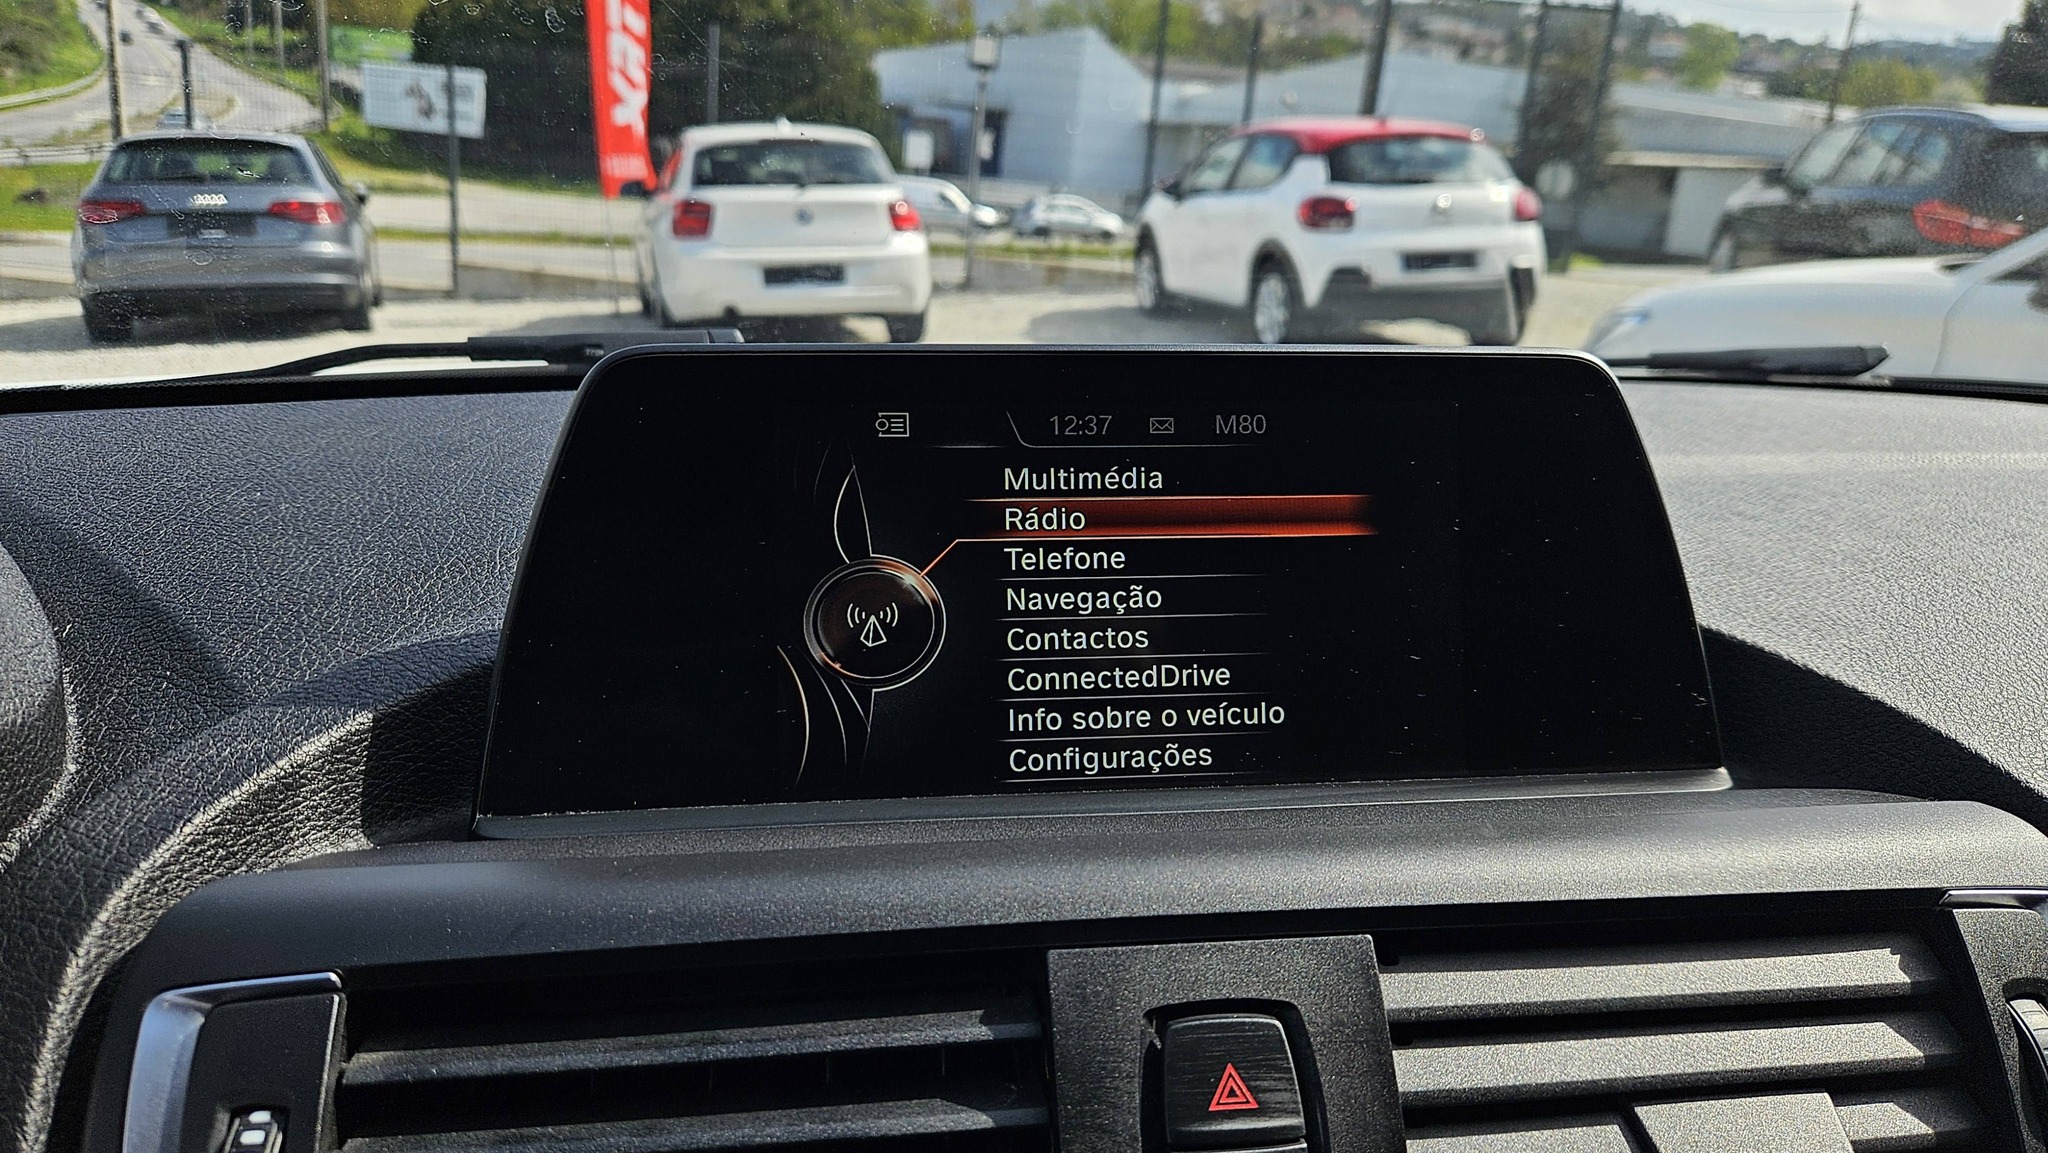 12:37 M80
Multimédia
Rádio
Telefone
Navegação
Contactos
ConnectedDrive
Info sobre o veículo
Configurações